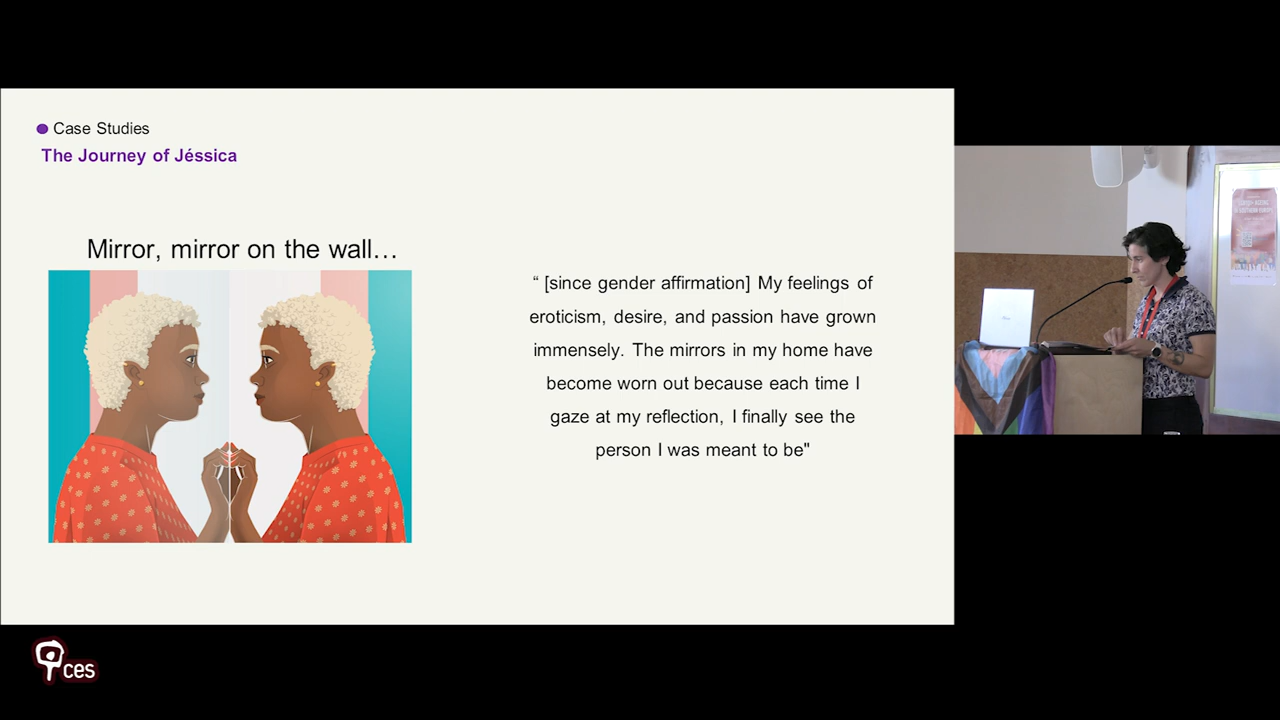 Case Studies
The Journey of Jéssica
Mirror, mirror on the wall…
“ [since gender affirmation] My feelings of
eroticism, desire, and passion have grown
immensely. The mirrors in my home have
become worn out because each time I
gaze at my reflection, I finally see the
person I was meant to be"
ces